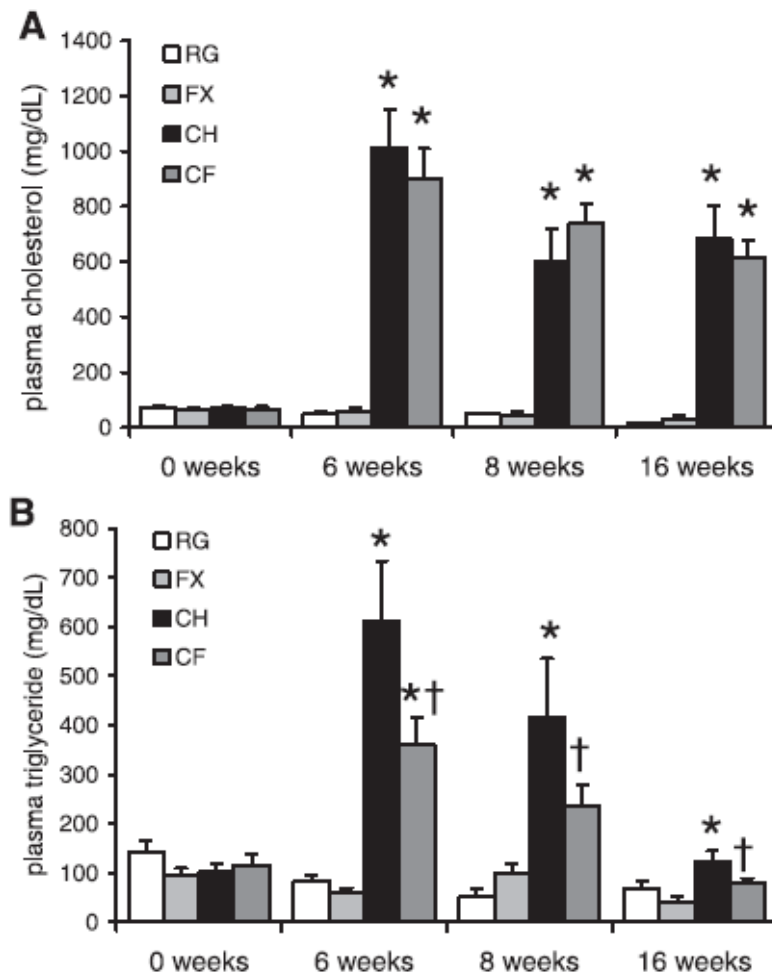 A
1400
1200
1000
800
600
400
200
0
plasma cholesterol (mg/dL)
RG
FX
CH
CF
*
*
*
*
*
*
0 weeks 6 weeks 8 weeks 16 weeks
B
800
700
600
500
400
300
200
100
0
plasma triglyceride (mg/dL)
RG
FX
CH
CF
*
*†
*
†
*
†
0 weeks 6 weeks 8 weeks 16 weeks